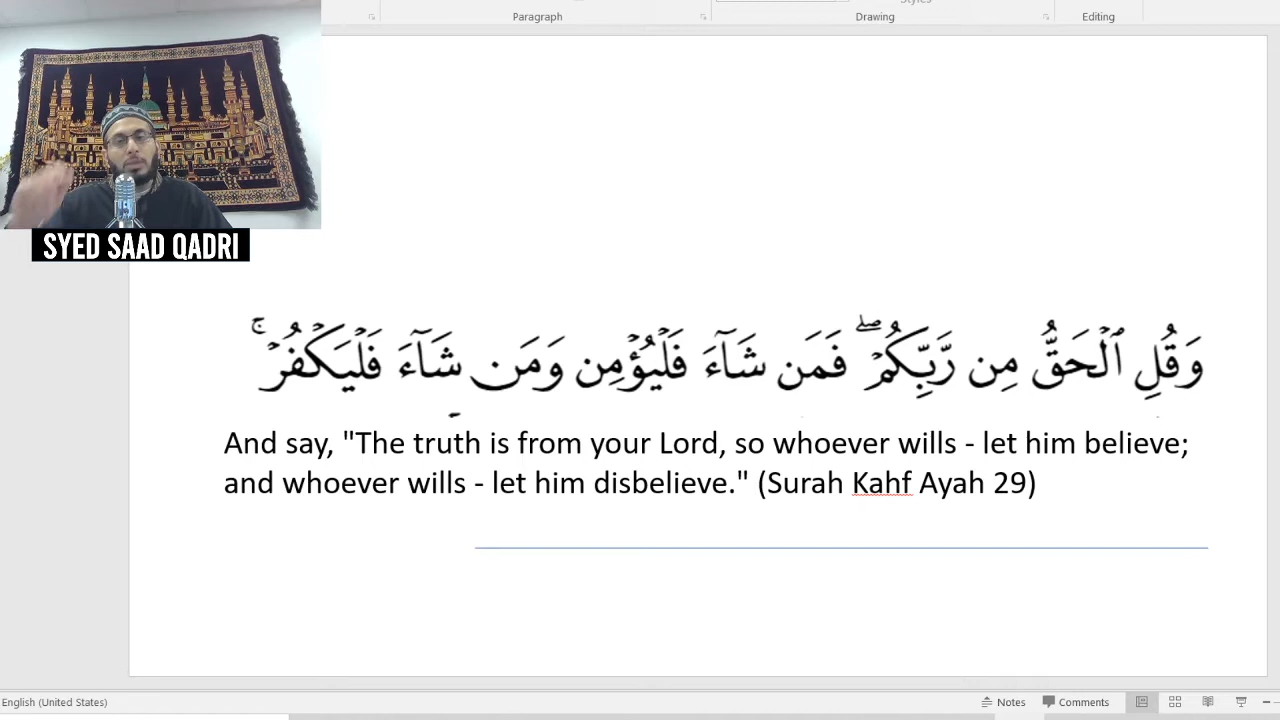 Styles
Paragraph
Drawing
Editing
SYED SAAD QADRI
وَقُلِ ٱلْحَقُّ مِن رَّبِّكُمْ ۖ فَمَن شَآءَ فَلْيُؤْمِن وَمَن شَآءَ فَلْيَكْفُرْ ۚ
And say, "The truth is from your Lord, so whoever wills - let him believe;
and whoever wills - let him disbelieve." (Surah Kahf Ayah 29)
English (United States)
Notes
Comments